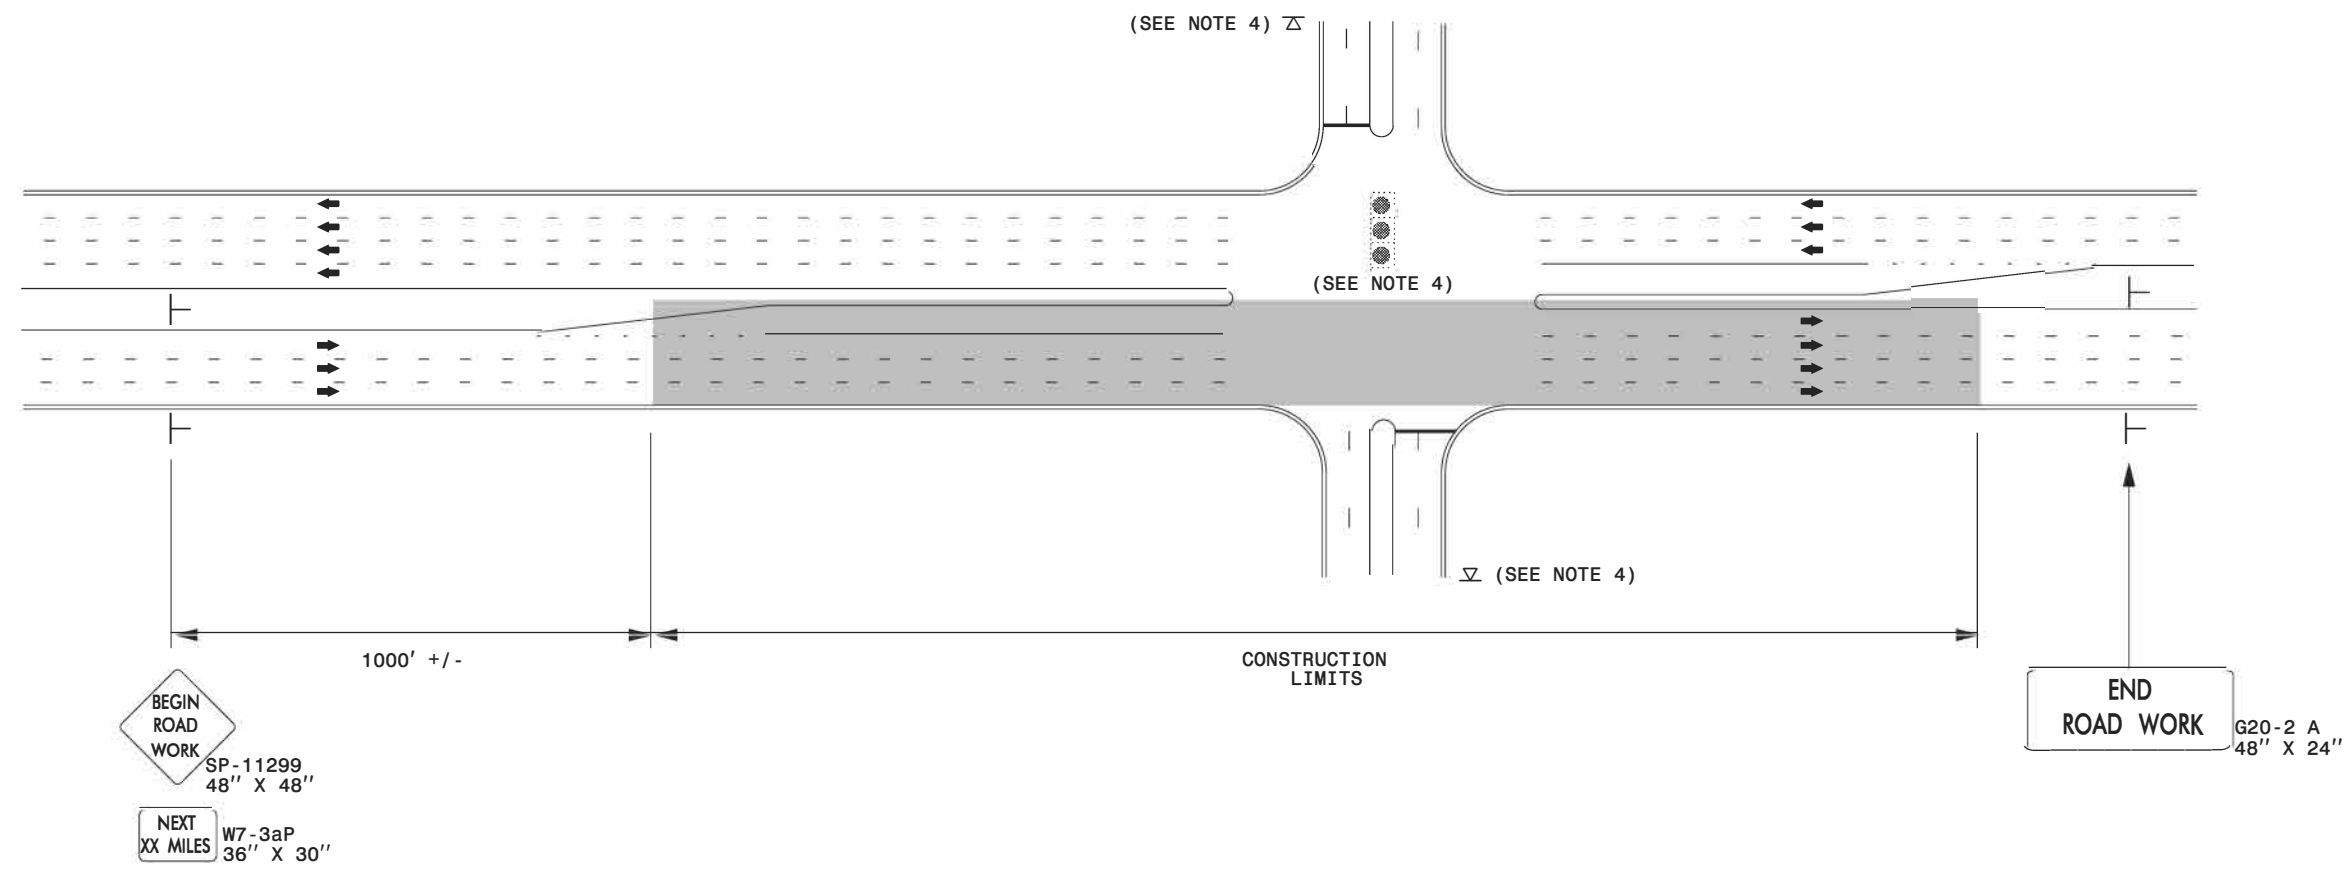 (SEE NOTE 4)
(SEE NOTE 4)
(SEE NOTE 4)
1000' +/-
CONSTRUCTION
LIMITS
BEGIN
ROAD
WORK
SP-11299
48'' X 48''
NEXT
XX MILES
W7-3aP
36'' X 30''
END
ROAD WORK
G20-2 A
48'' X 24''